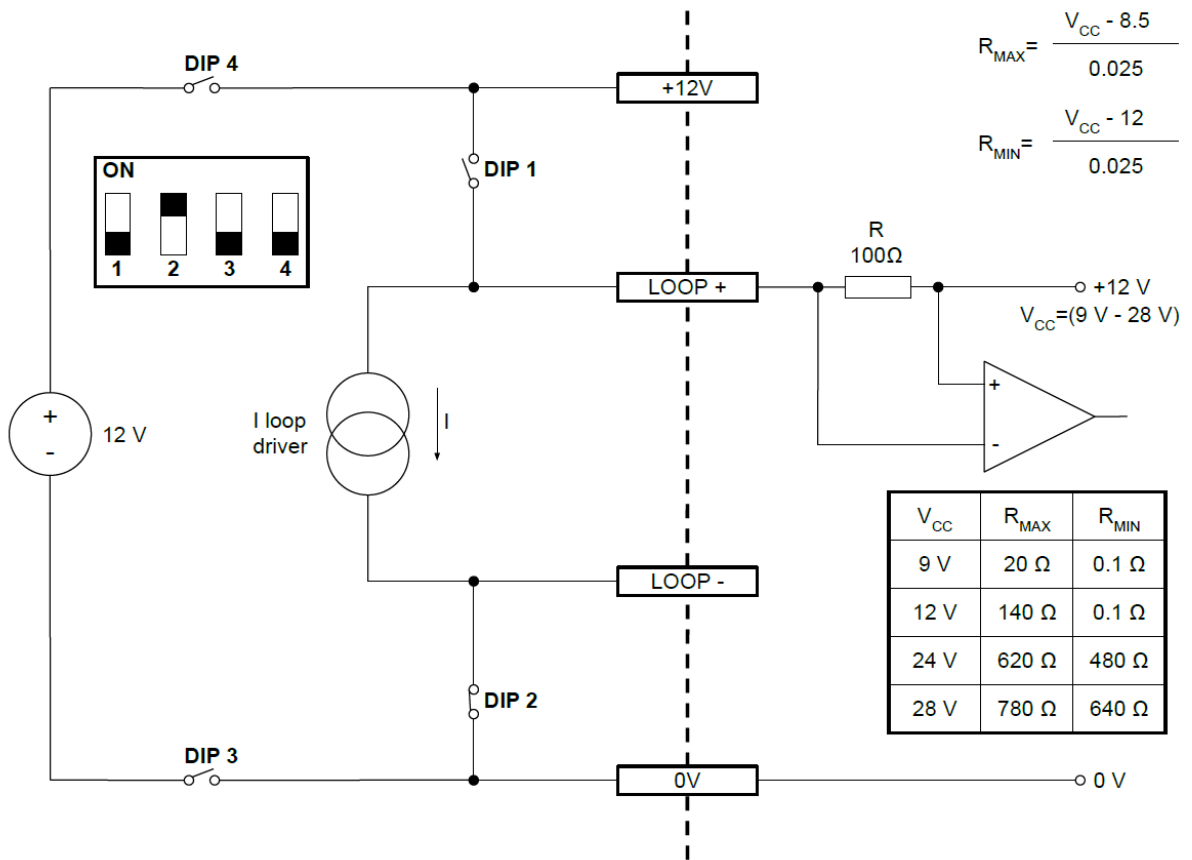 DIP 4
V_CC - 8.5
R_MAX=
0.025
+12V
V_CC - 12
R_MIN=
0.025
ON
1 2 3 4
DIP 1
R
100Ω
LOOP +
+12 V
V_CC=(9 V - 28 V)
+
-
12 V
I loop
driver
I
+
-
V_CC R_MAX R_MIN
9 V 20 Ω 0.1 Ω
12 V 140 Ω 0.1 Ω
24 V 620 Ω 480 Ω
28 V 780 Ω 640 Ω
LOOP -
DIP 2
DIP 3
0V
0 V